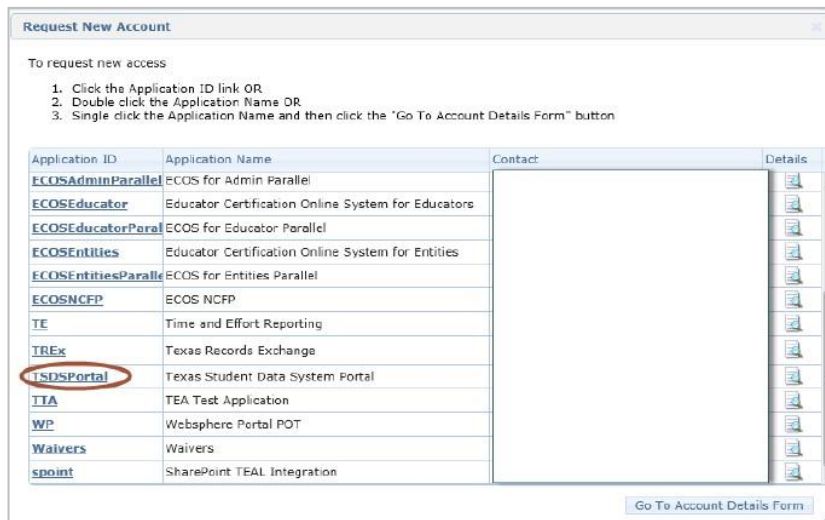 Request New Account
To request new access
1. Click the Application ID link OR
2. Double click the Application Name OR
3. Single click the Application Name and then click the "Go To Account Details Form" button
Application ID Application Name Contact Details
ECOSAdminParallel ECOS for Admin Parallel
ECOSEducator Educator Certification Online System for Educators
ECOSEducatorParal ECOS for Educator Parallel
ECOSEntities Educator Certification Online System for Entities
ECOSEntitiesParalle ECOS for Entities Parallel
ECOSNCFP ECOS NCFP
TE Time and Effort Reporting
TREx Texas Records Exchange
TSDSPortal Texas Student Data System Portal
TTA TEA Test Application
WP Websphere Portal POT
Waivers Waivers
spoint SharePoint TEAL Integration
Go To Account Details Form